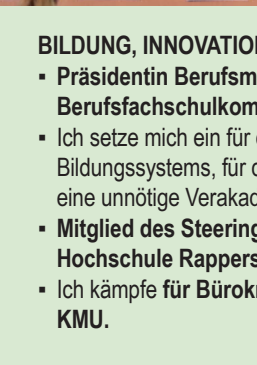 BILDUNG, INNOVATIO
▪ Präsidentin Berufsm
Berufsfachschulkom
▪ Ich setze mich ein für
Bildungssystems, für
eine unnötige Verakad
▪ Mitglied des Steering
Hochschule Rappers
▪ Ich kämpfe für Bürok
KMU.